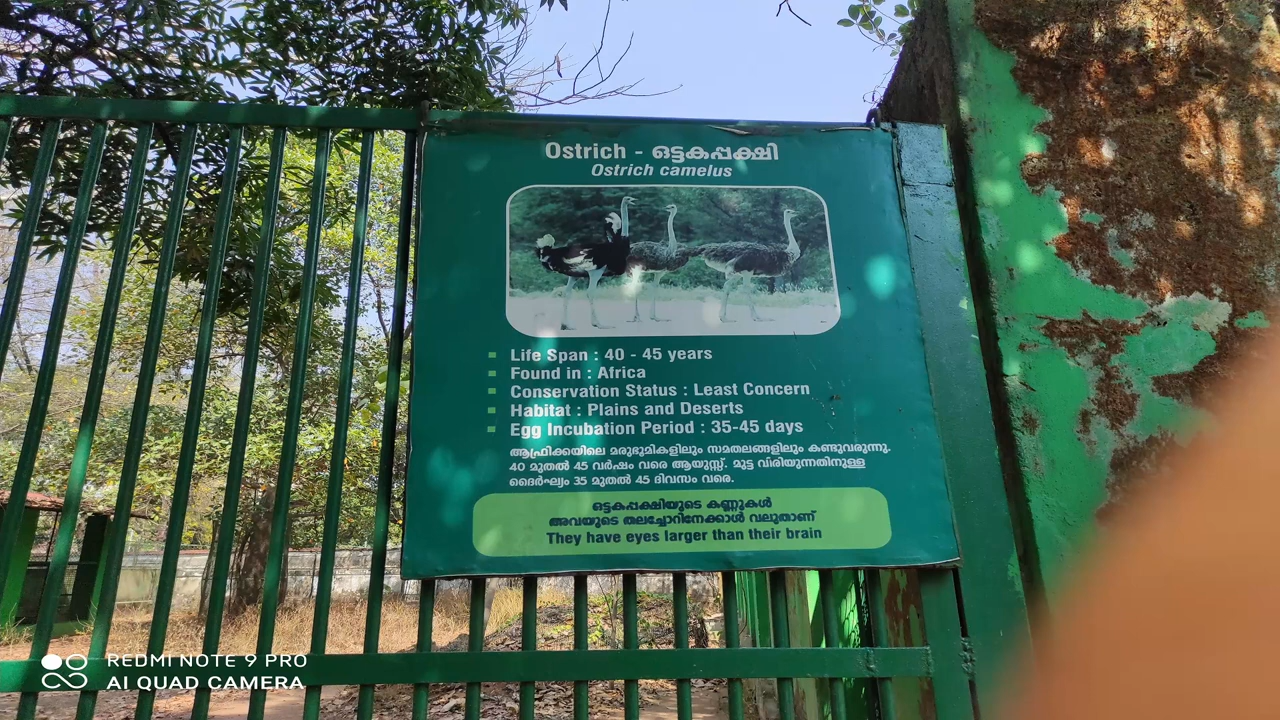 Ostrich - ഒട്ടകപ്പക്ഷി
Ostrich camelus
Life Span : 40 - 45 years
Found in : Africa
Conservation Status : Least Concern
Habitat : Plains and Deserts
Egg Incubation Period : 35-45 days
ആഫ്രിക്കയിലെ മരുഭൂമികളിലും സമതലങ്ങളിലും കണ്ടുവരുന്നു.
40 മുതൽ 45 വർഷം വരെ ആയുസ്സ്. മുട്ട വിരിയുന്നതിനുള്ള
ദൈർഘ്യം 35 മുതൽ 45 ദിവസം വരെ.
ഒട്ടകപ്പക്ഷിയുടെ കണ്ണുകൾ
അവയുടെ തലച്ചോറിനേക്കാൾ വലുതാണ്
They have eyes larger than their brain
REDMI NOTE 9 PRO
AI QUAD CAMERA